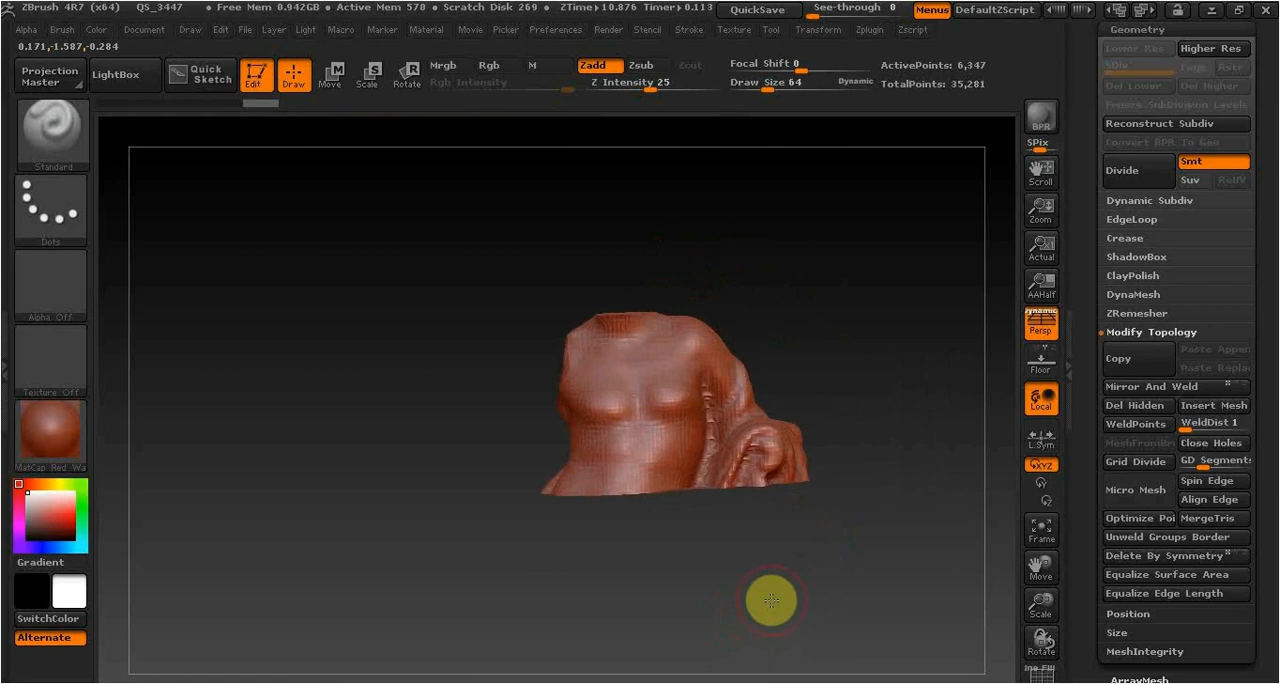 ZBrush 4R7 (x64) QS_3447 • Free Mem 0.942GB • Active Mem 570 • Scratch Disk 269 • ZTime▸10.876 Timer▸0.113 QuickSave See-through 0 Menus DefaultZScript
Alpha Brush Color Document Draw Edit File Layer Light Macro Marker Material Movie Picker Preferences Render Stencil Stroke Texture Tool Transform Zplugin Zscript
0.171,-1.587,-0.284
Projection Master
LightBox
Quick Sketch
Edit
Draw
Move
Scale
Rotate
Mrgb Rgb M
Rgb Intensity
Zadd Zsub Zcut
Z Intensity 25
Focal Shift 0
Draw Size 64 Dynamic
ActivePoints: 6,347
TotalPoints: 35,281
Standard
Dots
Alpha Off
Texture Off
MatCap Red Wa
Gradient
SwitchColor
Alternate
BPR
SPix
Scroll
Zoom
Actual
AAHalf
Dynamic
Persp
Floor
Local
L.Sym
XYZ
Y
Z
Frame
Move
Scale
Rotate
Geometry
Lower Res Higher Res
SDiv Cage Rstr
Del Lower Del Higher
Freeze SubDivision Levels
Reconstruct Subdiv
Convert BPR To Geo
Divide
Smt
Suv ReUV
Dynamic Subdiv
EdgeLoop
Crease
ShadowBox
ClayPolish
DynaMesh
ZRemesher
Modify Topology
Copy
Paste Appen
Paste Repla
Mirror And Weld
Del Hidden Insert Mesh
WeldPoints WeldDist 1
MeshFromBr Close Holes
Grid Divide GD Segments
Micro Mesh
Spin Edge
Align Edge
Optimize Poi MergeTris
Unweld Groups Border
Delete By Symmetry
Equalize Surface Area
Equalize Edge Length
Position
Size
MeshIntegrity
ArrayMesh